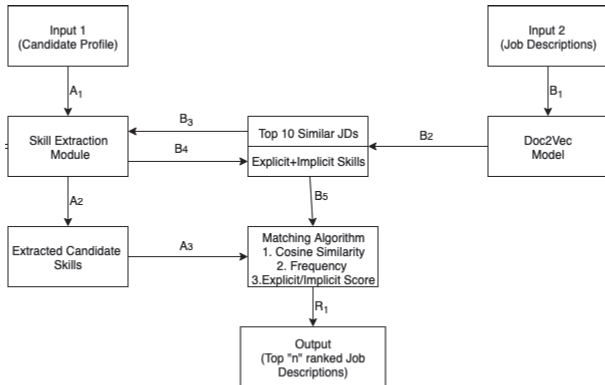 Input 1
(Candidate Profile)
Input 2
(Job Descriptions)
A1
B1
B3
B2
Skill Extraction
Module
Top 10 Similar JDs
Doc2Vec
Model
B4
Explicit+Implicit Skills
A2
B5
Extracted Candidate
Skills
A3
Matching Algorithm
1. Cosine Similarity
2. Frequency
3.Explicit/Implicit Score
R1
Output
(Top "n" ranked Job
Descriptions)